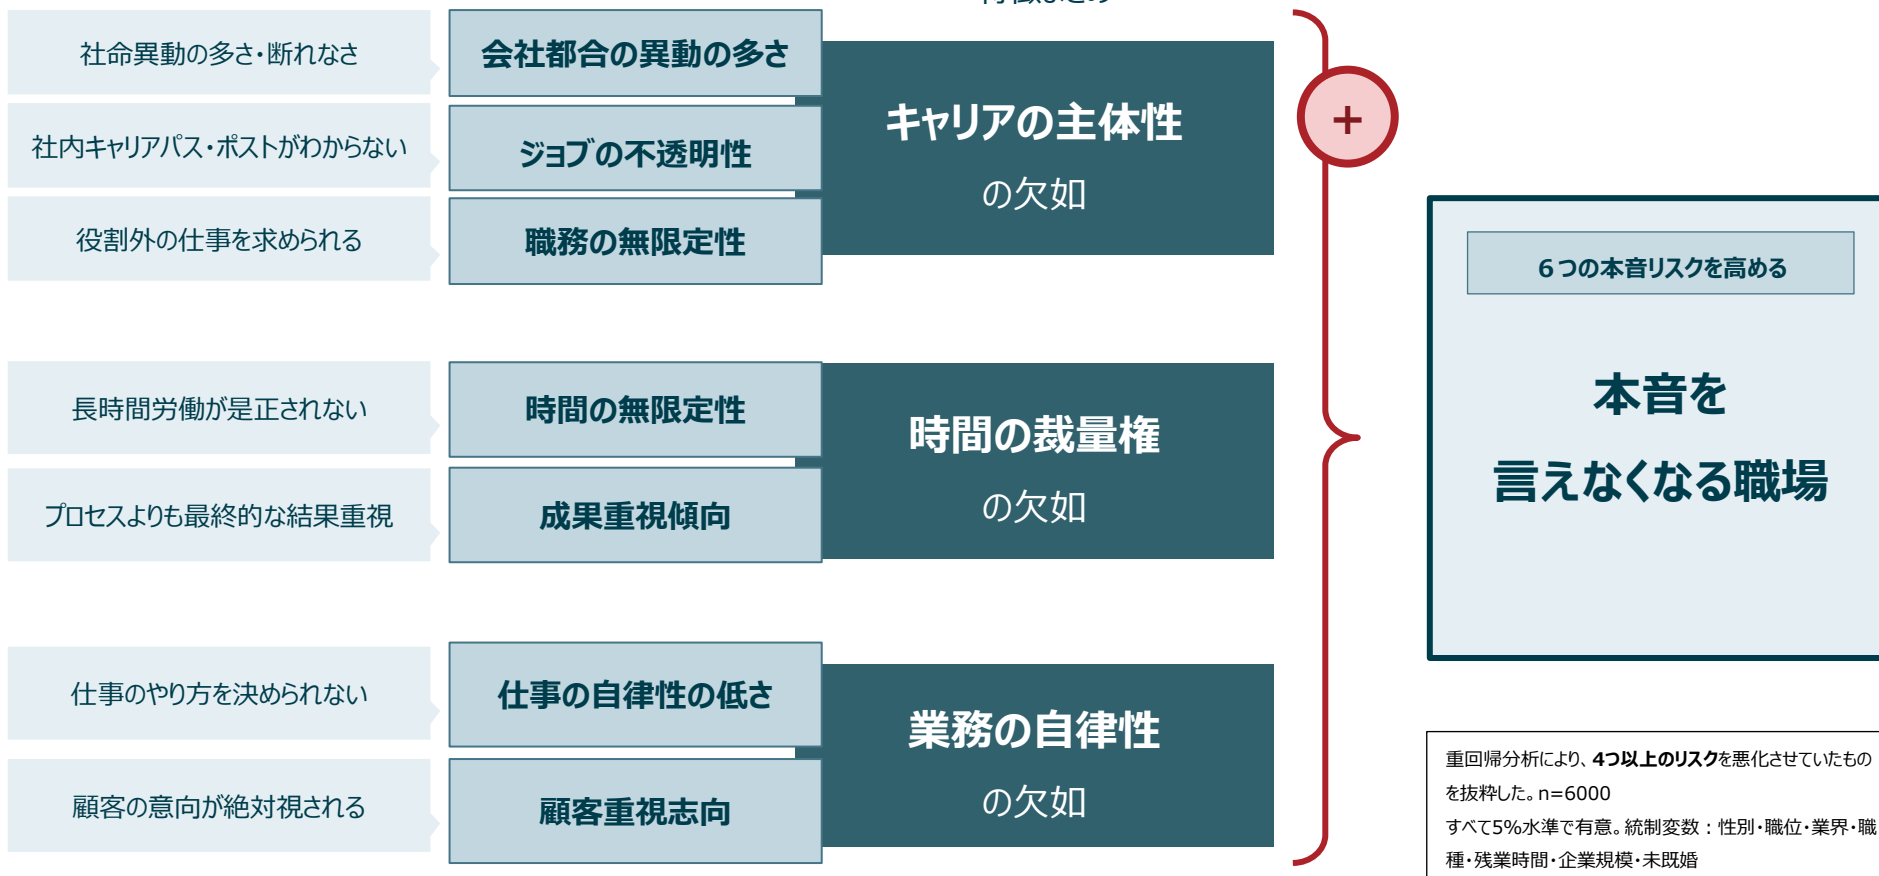 社命異動の多さ・断れなさ
会社都合の異動の多さ
社内キャリアパス・ポストがわからない
ジョブの不透明性
役割外の仕事を求められる
職務の無限定性
キャリアの主体性
の欠如
長時間労働が是正されない
時間の無限定性
プロセスよりも最終的な結果重視
成果重視傾向
時間の裁量権
の欠如
仕事のやり方を決められない
仕事の自律性の低さ
顧客の意向が絶対視される
顧客重視志向
業務の自律性
の欠如
+
6つの本音リスクを高める
本音を
言えなくなる職場
重回帰分析により、4つ以上のリスクを悪化させていたもの
を抜粋した。n=6000
すべて5%水準で有意。統制変数：性別・職位・業界・職
種・残業時間・企業規模・未既婚